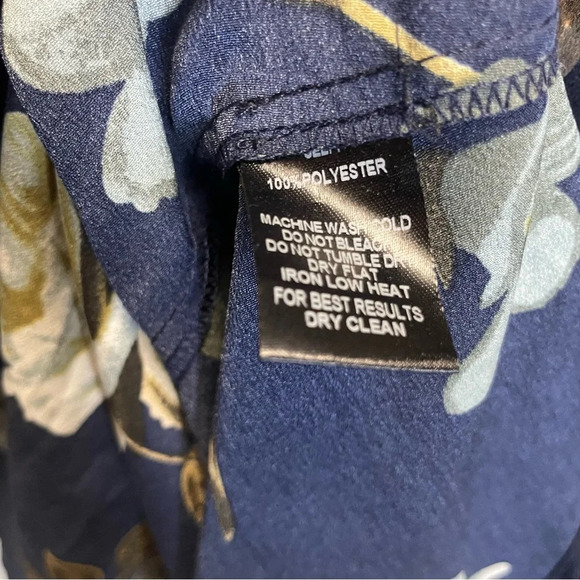 100% POLYESTER
MACHINE WASH COLD
DO NOT BLEACH
DO NOT TUMBLE DR
DRY FLAT
IRON LOW HEAT
FOR BEST RESULTS
DRY CLEAN